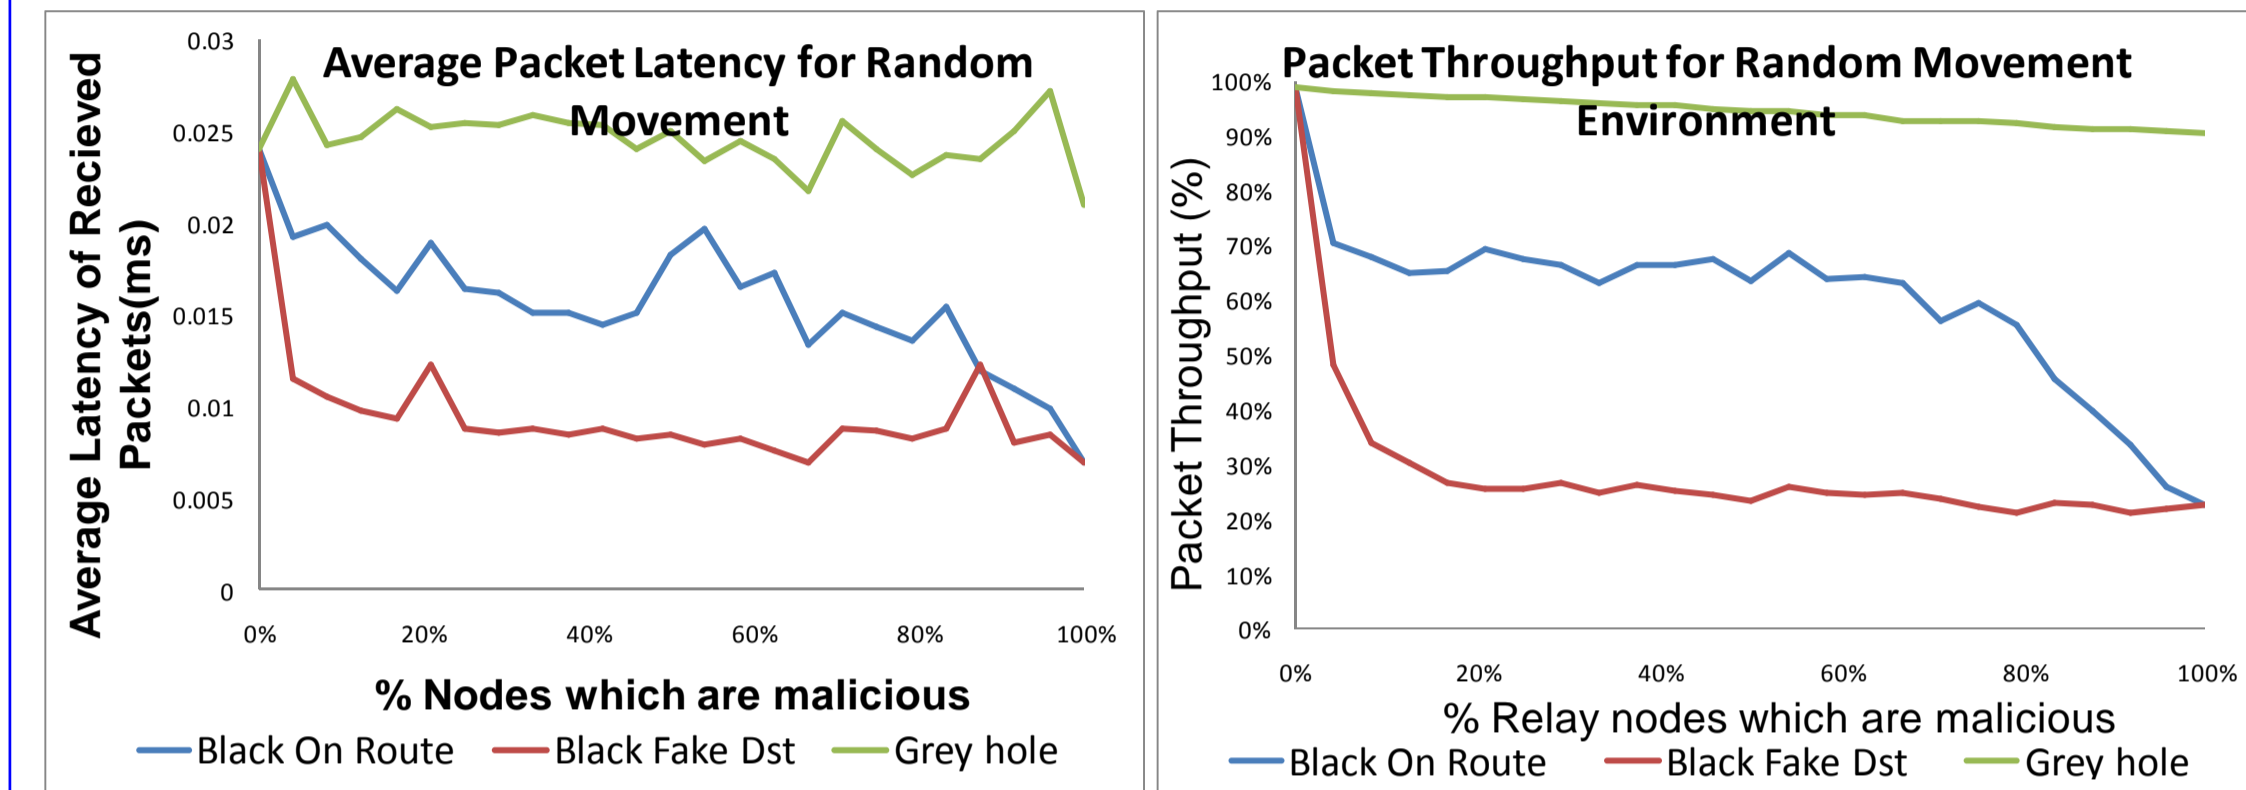 Average Packet Latency for Random
Movement
Average Latency of Recieved
Packets(ms)
0.03
0.025
0.02
0.015
0.01
0.005
0
0% 20% 40% 60% 80% 100%
% Nodes which are malicious
Black On Route Black Fake Dst Grey hole
Packet Throughput for Random Movement
Environment
Packet Throughput (%)
100%
90%
80%
70%
60%
50%
40%
30%
20%
10%
0%
0% 20% 40% 60% 80% 100%
% Relay nodes which are malicious
Black On Route Black Fake Dst Grey hole